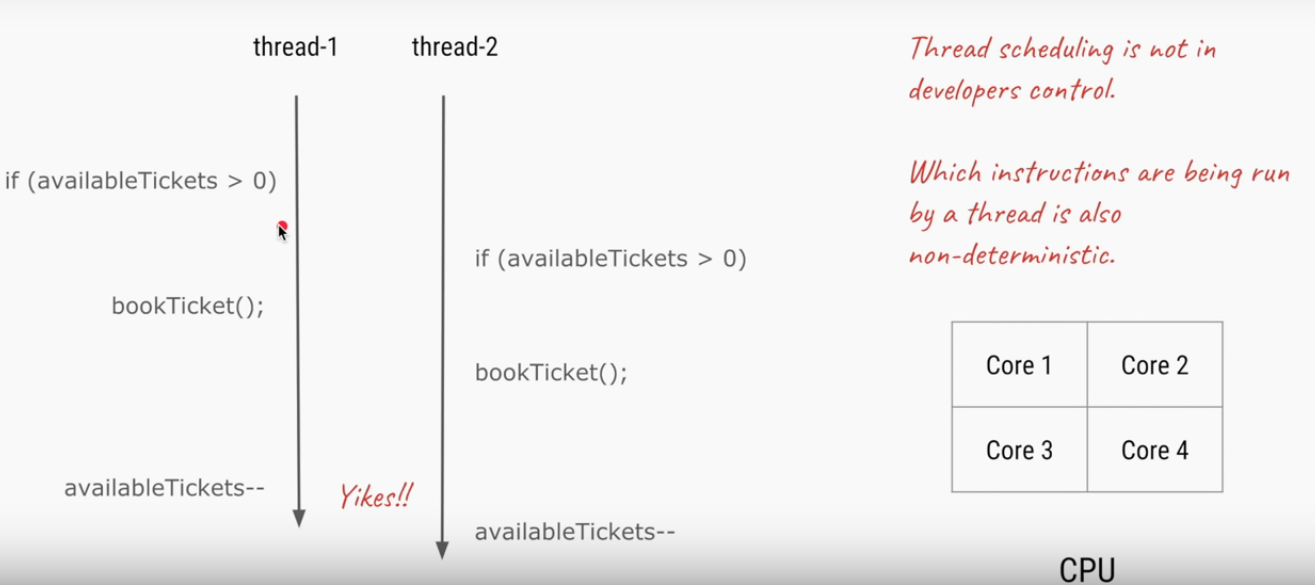 thread-1
thread-2
if (availableTickets > 0)
if (availableTickets > 0)
bookTicket();
bookTicket();
availableTickets--
Yikes!!
availableTickets--
Thread scheduling is not in
developers control.
Which instructions are being run
by a thread is also
non-deterministic.
Core 1
Core 2
Core 3
Core 4
CPU